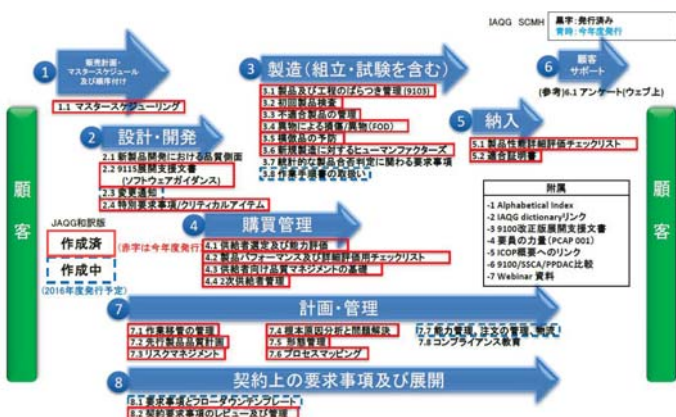 IAQG SCMH
黒字:発行済み
青時:今年度発行
1
販売計画・
マスタースケジュール
及び順序付け
1.1 マスタースケジューリング
2
設計・開発
2.1 新製品開発における品質側面
2.2 9115展開支援文書
(ソフトウェアガイダンス)
2.3 変更通知
2.4 特別要求事項/クリティカルアイテム
3
製造(組立・試験を含む)
3.1 製品及び工程のばらつき管理(9103)
3.2 初回製品検査
3.3 不適合製品の管理
3.4 異物による損傷/異物(FOD)
3.5 模倣品の予防
3.6 新規製造に対するヒューマンファクターズ
3.7 統計的な製品合否判定に関わる要求事項
3.8 作業手順書の取扱い
6
顧客
サポート
(参考)6.1 アンケート(ウェブ上)
5
納入
5.1 製品性能詳細評価チェックリスト
5.2 適合証明書
顧客
顧客
JAQG和訳版
作成済
(赤字は今年度発行)
作成中
(2016年度発行予定)
4
購買管理
4.1 供給者選定及び能力評価
4.2 製品パフォーマンス及び詳細評価用チェックリスト
4.3 供給者向け品質マネジメントの基礎
4.4 2次供給者管理
附属
-1 Alphabetical Index
-2 IAQG dictionaryリンク
-3 9100改正版展開支援文書
-4 要員の力量(PCAP 001)
-5 ICOP概要へのリンク
-6 9100/SSCA/PPDAC比較
-7 Webinar 資料
7
計画・管理
7.1 作業移管の管理
7.2 先行製品品質計画
7.3 リスクマネジメント
7.4 根本原因分析と問題解決
7.5 形態管理
7.6 プロセスマッピング
7.7 能力管理、注文の管理、物流
7.8 コンプライアンス教育
8
契約上の要求事項及び展開
8.1 要求事項とフローダウンテンプレート
8.2 契約要求事項のレビュー及び管理